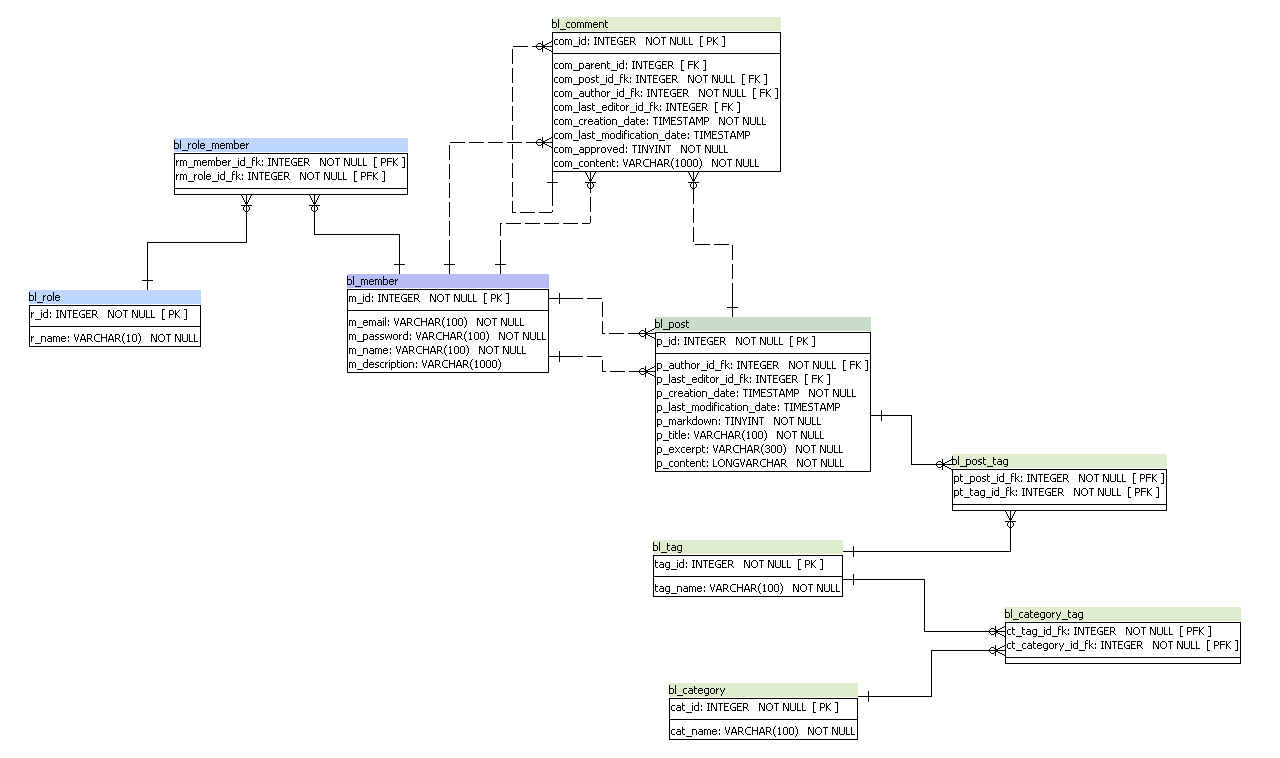 bl_comment
com_id: INTEGER NOT NULL [ PK ]
com_parent_id: INTEGER [ FK ]
com_post_id_fk: INTEGER NOT NULL [ FK ]
com_author_id_fk: INTEGER NOT NULL [ FK ]
com_last_editor_id_fk: INTEGER [ FK ]
com_creation_date: TIMESTAMP NOT NULL
com_last_modification_date: TIMESTAMP
com_approved: TINYINT NOT NULL
com_content: VARCHAR(1000) NOT NULL
bl_role_member
rm_member_id_fk: INTEGER NOT NULL [ PFK ]
rm_role_id_fk: INTEGER NOT NULL [ PFK ]
bl_role
r_id: INTEGER NOT NULL [ PK ]
r_name: VARCHAR(10) NOT NULL
bl_member
m_id: INTEGER NOT NULL [ PK ]
m_email: VARCHAR(100) NOT NULL
m_password: VARCHAR(100) NOT NULL
m_name: VARCHAR(100) NOT NULL
m_description: VARCHAR(1000)
bl_post
p_id: INTEGER NOT NULL [ PK ]
p_author_id_fk: INTEGER NOT NULL [ FK ]
p_last_editor_id_fk: INTEGER [ FK ]
p_creation_date: TIMESTAMP NOT NULL
p_last_modification_date: TIMESTAMP
p_markdown: TINYINT NOT NULL
p_title: VARCHAR(100) NOT NULL
p_excerpt: VARCHAR(300) NOT NULL
p_content: LONGVARCHAR NOT NULL
bl_post_tag
pt_post_id_fk: INTEGER NOT NULL [ PFK ]
pt_tag_id_fk: INTEGER NOT NULL [ PFK ]
bl_tag
tag_id: INTEGER NOT NULL [ PK ]
tag_name: VARCHAR(100) NOT NULL
bl_category_tag
ct_tag_id_fk: INTEGER NOT NULL [ PFK ]
ct_category_id_fk: INTEGER NOT NULL [ PFK ]
bl_category
cat_id: INTEGER NOT NULL [ PK ]
cat_name: VARCHAR(100) NOT NULL